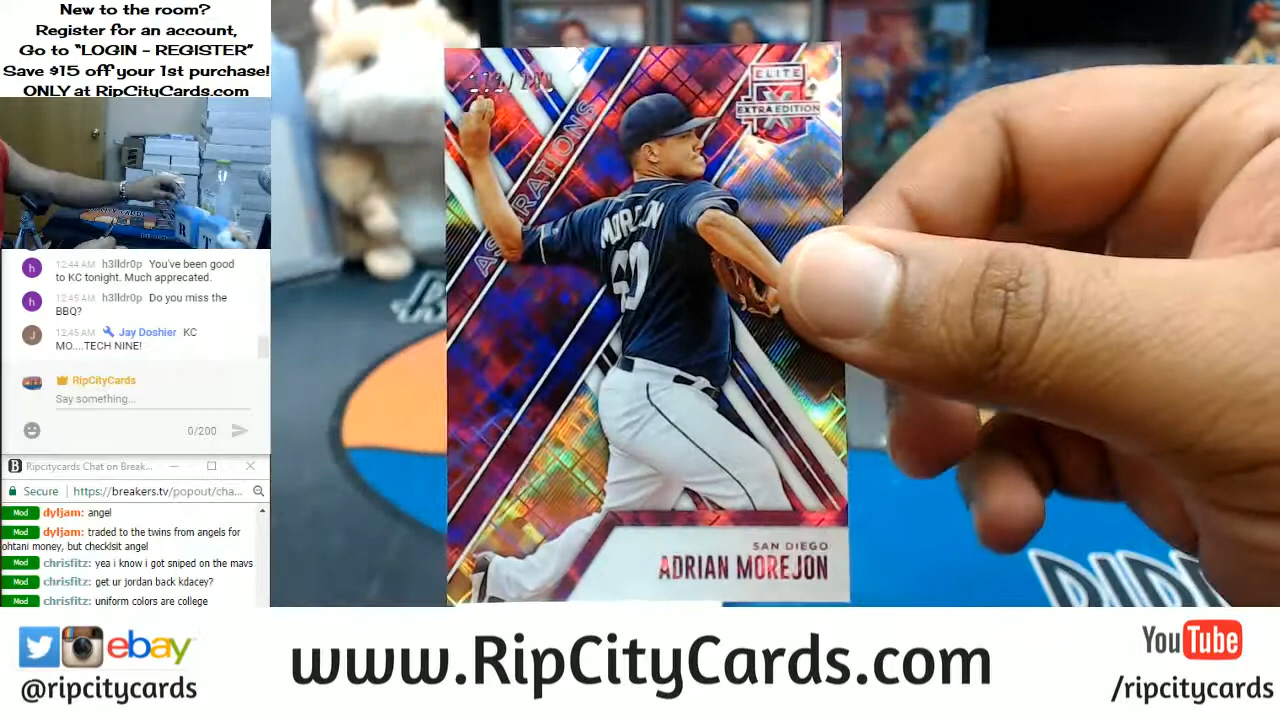 New to the room?
Register for an account,
Go to “LOGIN - REGISTER”
Save $15 off your 1st purchase!
ONLY at RipCityCards.com
h 12:44 AM h3lldr0p You've been good
to KC tonight. Much apprecated.
h 12:45 AM h3lldr0p Do you miss the
BBQ?
J 12:45 AM Jay Doshier KC
MO....TECH NINE!
RipCityCards
Say something...
0/200
Ripcitycards Chat on Break...
Secure https://breakers.tv/popout/cha...
Mod dyljam: angel
Mod dyljam: traded to the twins from angels for
ohtani money, but checklsit angel
Mod chrisfitz: yea i know i got sniped on the mavs
Mod chrisfitz: get ur jordan back kdacey?
Mod chrisfitz: uniform colors are college
ELITE
EXTRA EDITION
ASPIRATIONS
MOREJON
SAN DIEGO
ADRIAN MOREJON
ebay
@ripcitycards
www.RipCityCards.com
YouTube
/ripcitycards